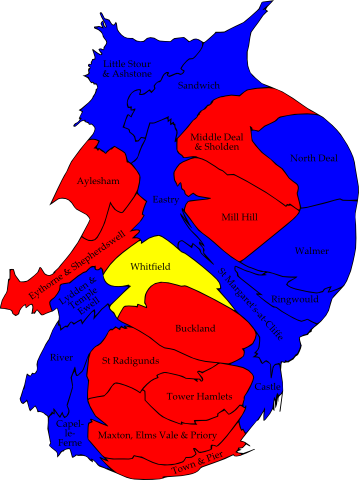 Little Stour
& Ashstone
Sandwich
Middle Deal
& Sholden
North Deal
Aylesham
Eastry
Mill Hill
Eythorne & Shepherdswell
Walmer
Whitfield
St Margaret's-at-Cliffe
Ringwould
Lydden &
Temple
Ewell
Buckland
River
St Radigunds
Castle
Tower Hamlets
Capel-
le-
Ferne
Maxton, Elms Vale & Priory
Town & Pier